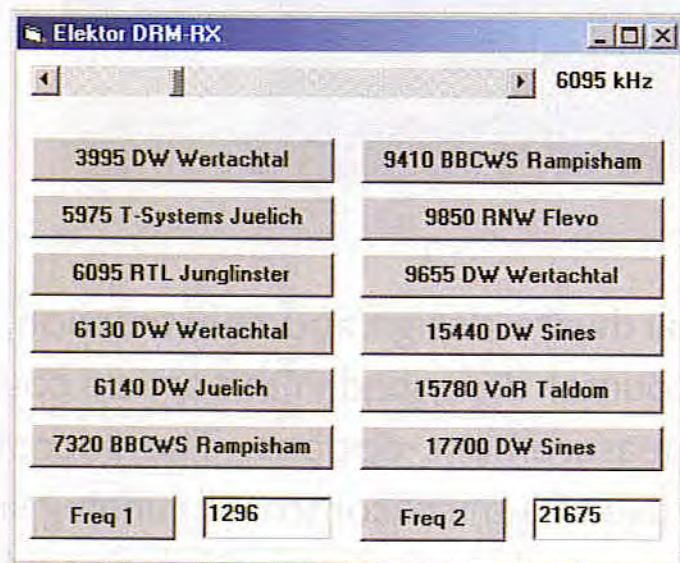 Elektor DRM-RX
6095 kHz
3995 DW Wertachtal
9410 BBCWS Rampisham
5975 T-Systems Juelich
9850 RNW Flevo
6095 RTL Junglinster
9655 DW Wertachtal
6130 DW Wertachtal
15440 DW Sines
6140 DW Juelich
15780 VoR Taldom
7320 BBCWS Rampisham
17700 DW Sines
Freq 1
1296
Freq 2
21675